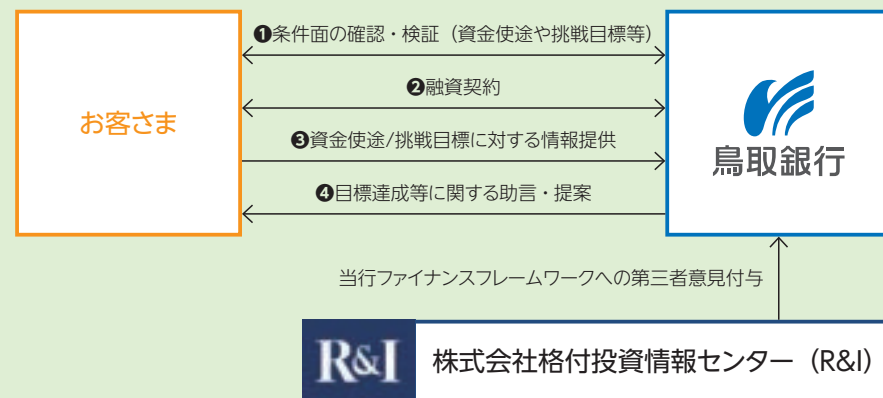 ❶条件面の確認・検証（資金使途や挑戦目標等）
❷融資契約
お客さま
❸資金使途/挑戦目標に対する情報提供
鳥取銀行
❹目標達成等に関する助言・提案
当行ファイナンスフレームワークへの第三者意見付与
R&I
株式会社格付投資情報センター（R&I）